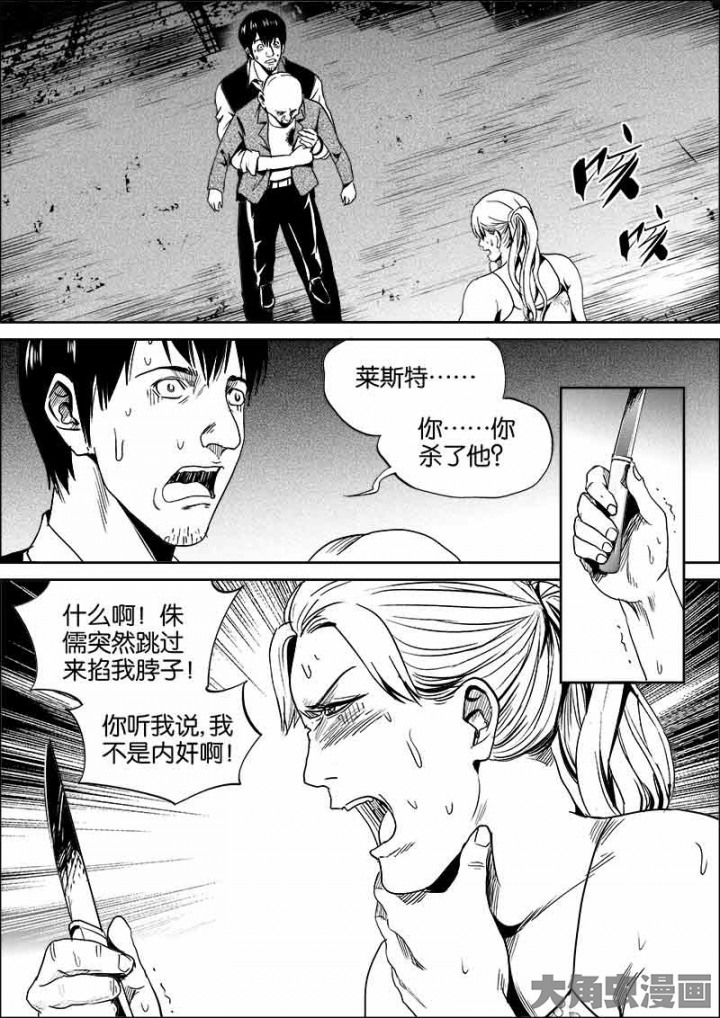 咳
咳
莱斯特……
你……你
杀了他？
什么啊！侏
儒突然跳过
来掐我脖子！
你听我说，我
不是内奸啊！
大角虫漫画